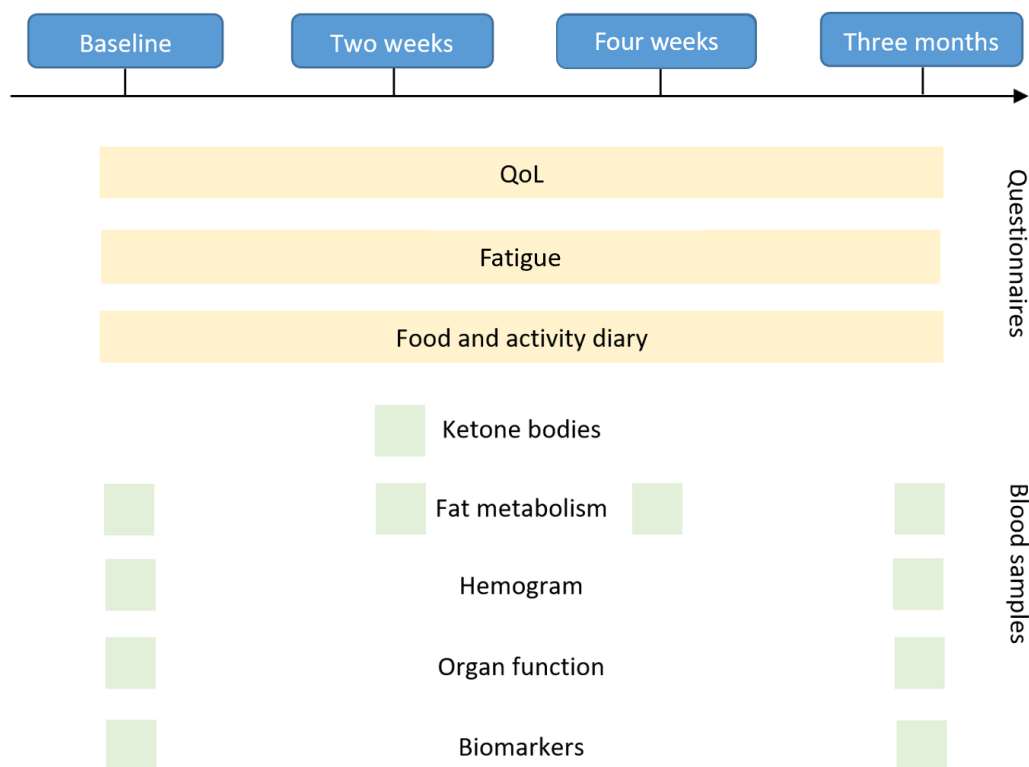 Baseline
Two weeks
Four weeks
Three months
QoL
Fatigue
Food and activity diary
Questionnaires
Ketone bodies
Fat metabolism
Hemogram
Organ function
Biomarkers
Blood samples